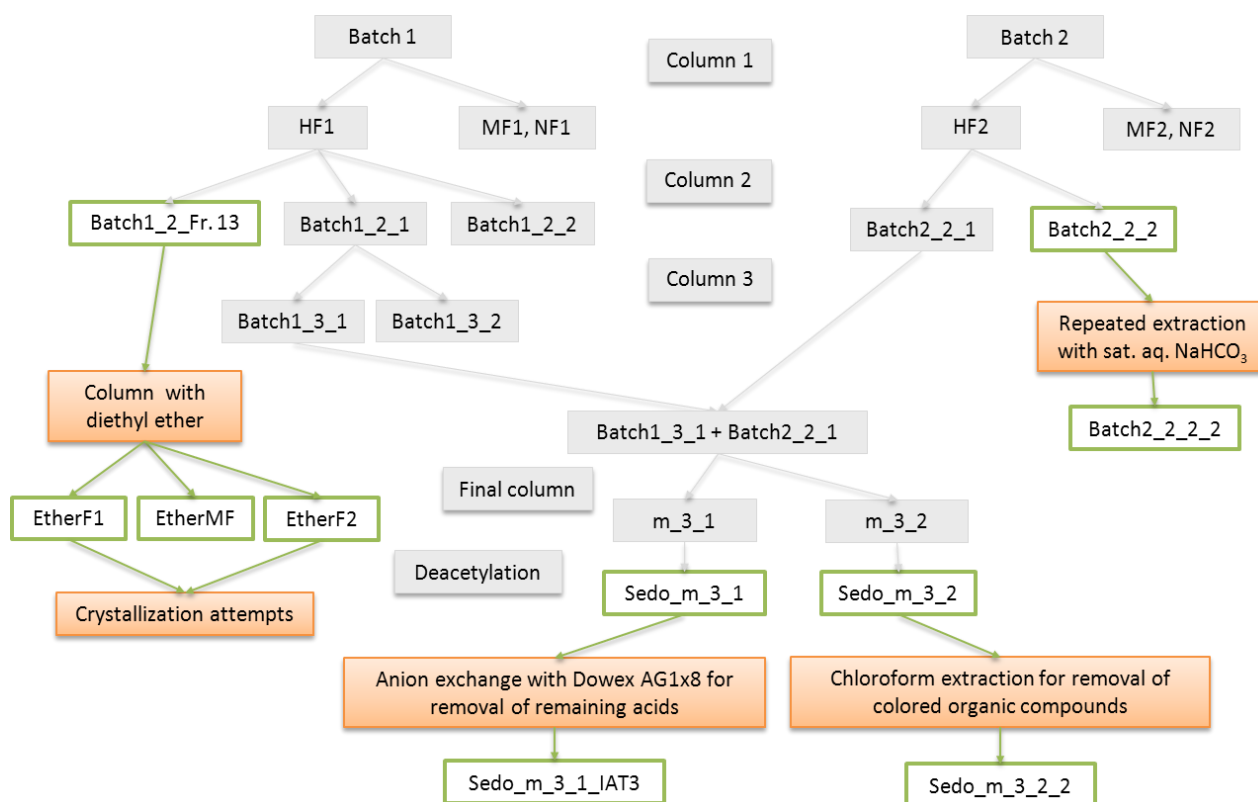 Batch 1
Column 1
Batch 2
HF1
MF1, NF1
HF2
MF2, NF2
Column 2
Batch1_2_Fr. 13
Batch1_2_1
Batch1_2_2
Batch2_2_1
Batch2_2_2
Column 3
Batch1_3_1
Batch1_3_2
Repeated extraction
with sat. aq. NaHCO₃
Column with
diethyl ether
Batch1_3_1 + Batch2_2_1
Batch2_2_2_2
Final column
EtherF1
EtherMF
EtherF2
m_3_1
m_3_2
Deacetylation
Sedo_m_3_1
Sedo_m_3_2
Crystallization attempts
Anion exchange with Dowex AG1x8 for
removal of remaining acids
Chloroform extraction for removal of
colored organic compounds
Sedo_m_3_1_IAT3
Sedo_m_3_2_2